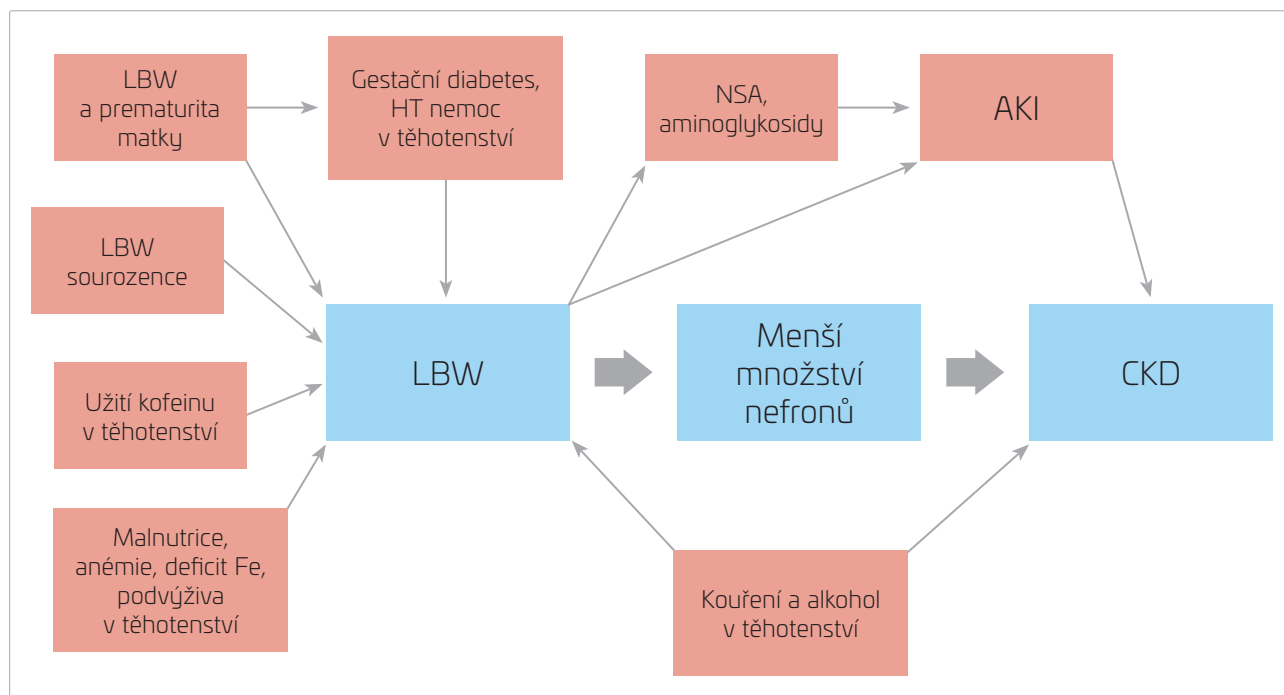 LBW
a prematurita
matky
Gestační diabetes,
HT nemoc
v těhotenství
NSA,
aminoglykosidy
AKI
LBW
sourozence
LBW
Menší
množství
nefronů
CKD
Užití kofeinu
v těhotenství
Malnutrice,
anémie, deficit Fe,
podvýživa
v těhotenství
Kouření a alkohol
v těhotenství